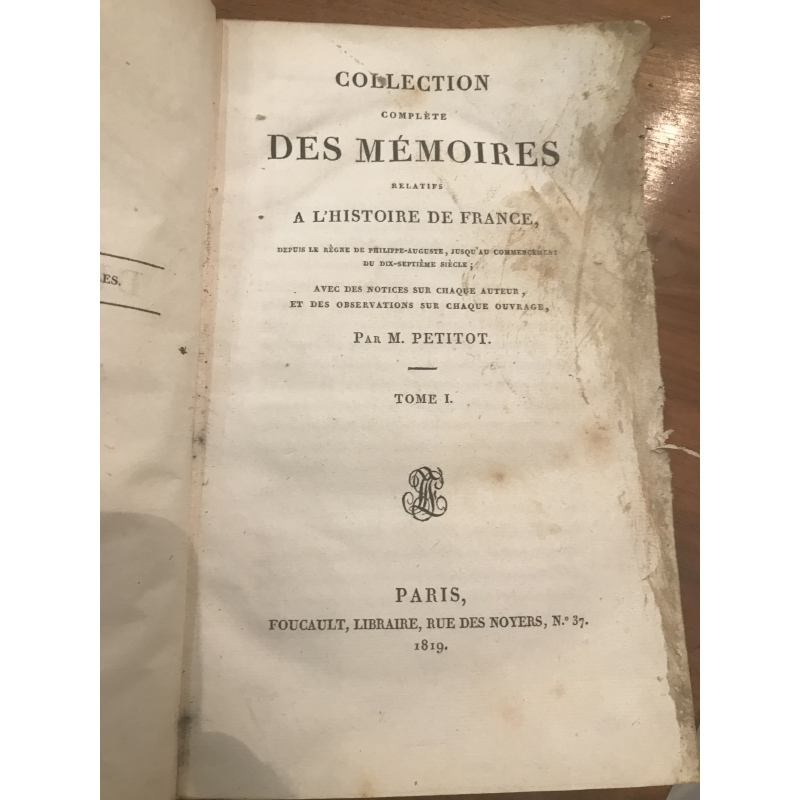 COLLECTION
COMPLÈTE
DES MÉMOIRES
RELATIFS
A L'HISTOIRE DE FRANCE,
DEPUIS LE RÈGNE DE PHILIPPE-AUGUSTE, JUSQU'AU COMMENCEMENT
DU DIX-SEPTIÈME SIÈCLE;
AVEC DES NOTICES SUR CHAQUE AUTEUR,
ET DES OBSERVATIONS SUR CHAQUE OUVRAGE,
PAR M. PETITOT.
TOME I.
PARIS,
FOUCAULT, LIBRAIRE, RUE DES NOYERS, N.º 37.
1819.